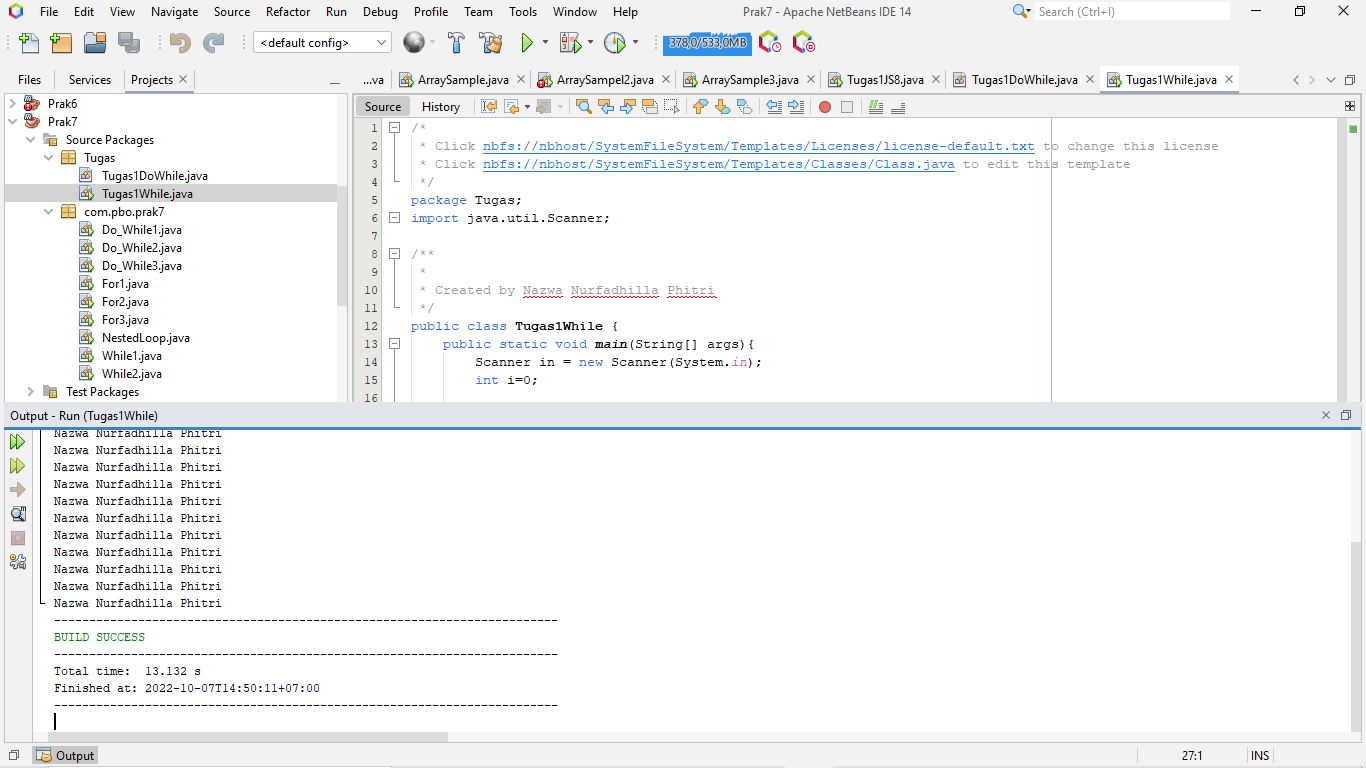 File Edit View Navigate Source Refactor Run Debug Profile Team Tools Window Help Prak7 - Apache NetBeans IDE 14 Search (Ctrl+I)
<default config> 378,0/533,0MB
Files Services Projects ...va ArraySample.java ArraySampel2.java ArraySample3.java Tugas1JS8.java Tugas1DoWhile.java Tugas1While.java
Prak6
Prak7
Source Packages
Tugas
Tugas1DoWhile.java
Tugas1While.java
com.pbo.prak7
Do_While1.java
Do_While2.java
Do_While3.java
For1.java
For2.java
For3.java
NestedLoop.java
While1.java
While2.java
Test Packages
Source History
1 /*
2 * Click nbfs://nbhost/SystemFileSystem/Templates/Licenses/license-default.txt to change this license
3 * Click nbfs://nbhost/SystemFileSystem/Templates/Classes/Class.java to edit this template
4 */
5 package Tugas;
6 import java.util.Scanner;
7
8 /**
9 *
10 * Created by Nazwa Nurfadhilla Phitri
11 */
12 public class Tugas1While {
13 public static void main(String[] args){
14 Scanner in = new Scanner(System.in);
15 int i=0;
16
Output - Run (Tugas1While)
Nazwa Nurfadhilla Phitri
Nazwa Nurfadhilla Phitri
Nazwa Nurfadhilla Phitri
Nazwa Nurfadhilla Phitri
Nazwa Nurfadhilla Phitri
Nazwa Nurfadhilla Phitri
Nazwa Nurfadhilla Phitri
Nazwa Nurfadhilla Phitri
Nazwa Nurfadhilla Phitri
Nazwa Nurfadhilla Phitri
Nazwa Nurfadhilla Phitri
------------------------------------------------------------------------
BUILD SUCCESS
------------------------------------------------------------------------
Total time: 13.132 s
Finished at: 2022-10-07T14:50:11+07:00
------------------------------------------------------------------------
Output 27:1 INS